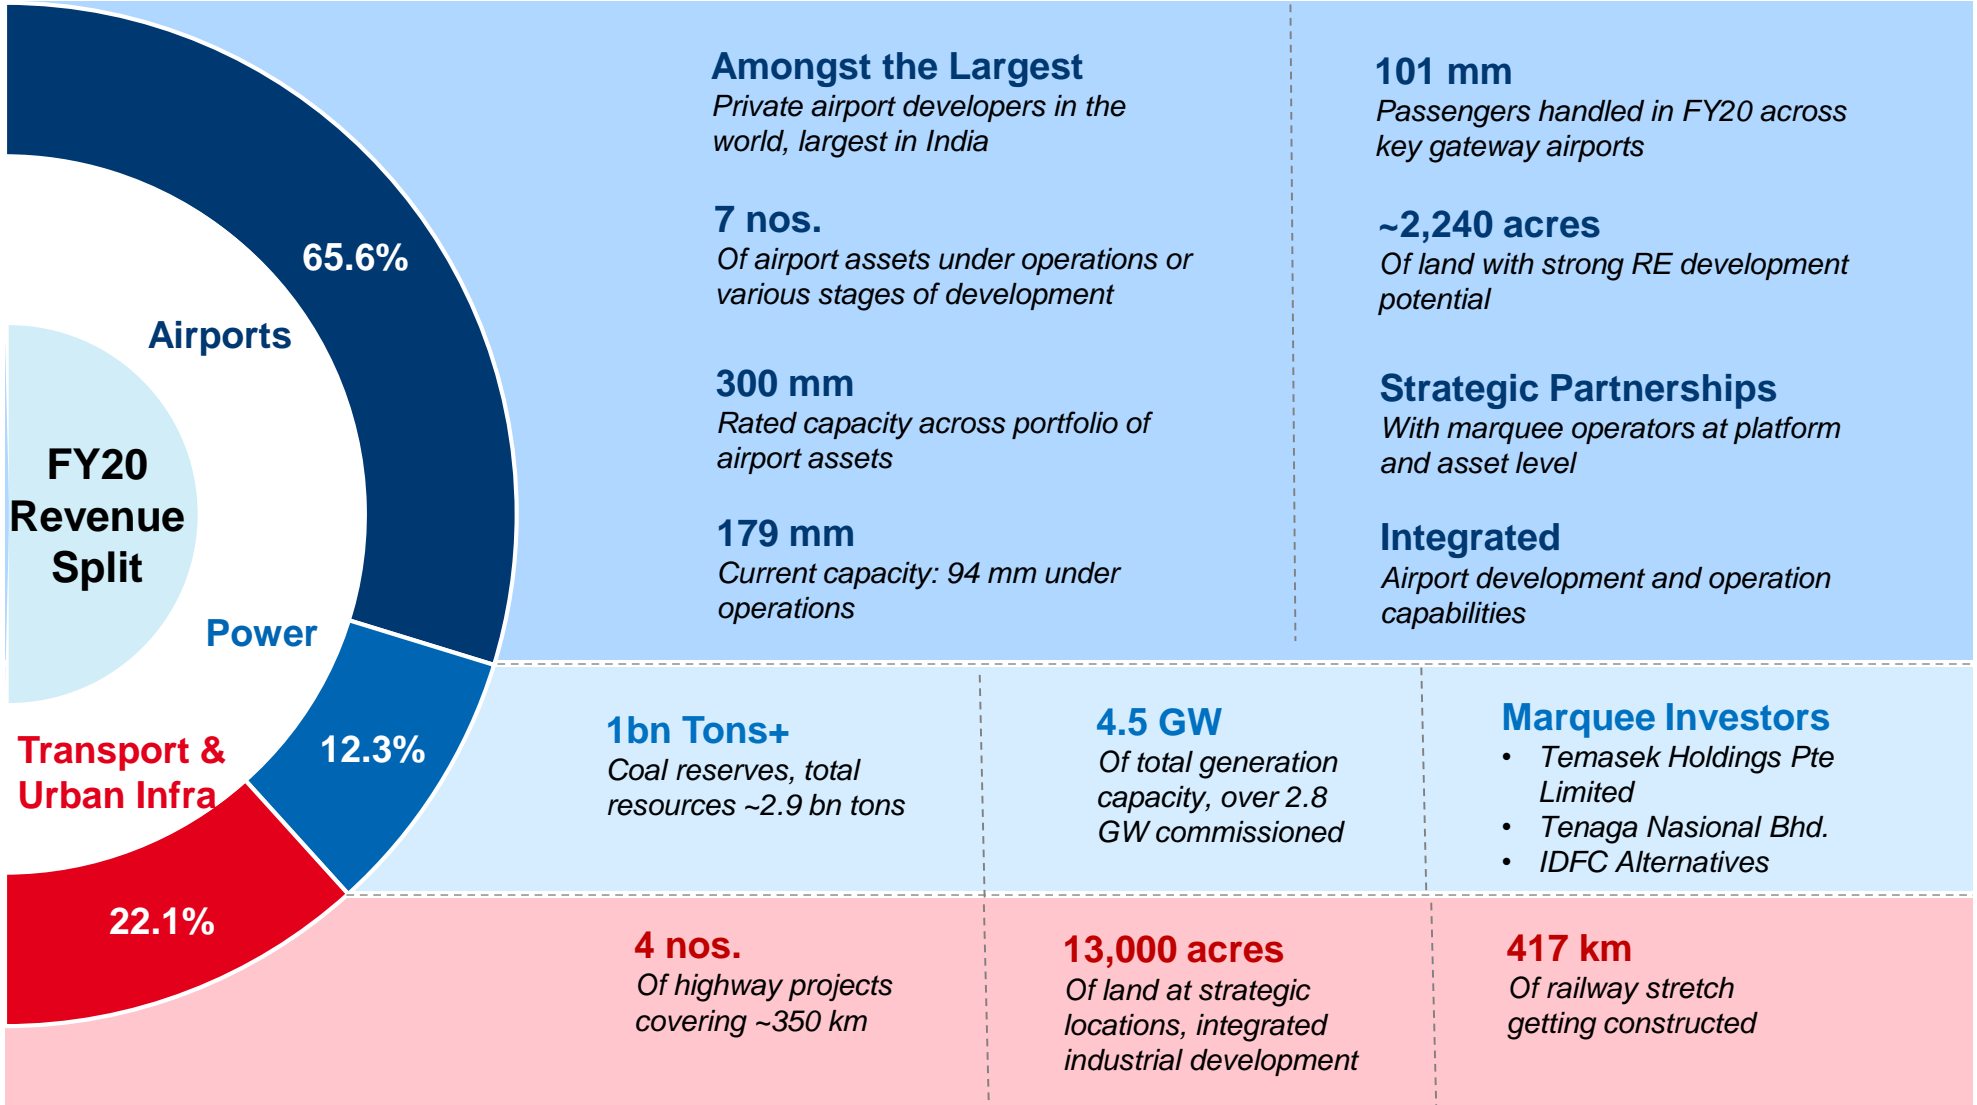 FY20
Revenue
Split
65.6%
Airports
Power
12.3%
Transport &
Urban Infra
22.1%
Amongst the Largest
Private airport developers in the
world, largest in India
7 nos.
Of airport assets under operations or
various stages of development
300 mm
Rated capacity across portfolio of
airport assets
179 mm
Current capacity: 94 mm under
operations
101 mm
Passengers handled in FY20 across
key gateway airports
~2,240 acres
Of land with strong RE development
potential
Strategic Partnerships
With marquee operators at platform
and asset level
Integrated
Airport development and operation
capabilities
1bn Tons+
Coal reserves, total
resources ~2.9 bn tons
4.5 GW
Of total generation
capacity, over 2.8
GW commissioned
Marquee Investors
• Temasek Holdings Pte
Limited
• Tenaga Nasional Bhd.
• IDFC Alternatives
4 nos.
Of highway projects
covering ~350 km
13,000 acres
Of land at strategic
locations, integrated
industrial development
417 km
Of railway stretch
getting constructed